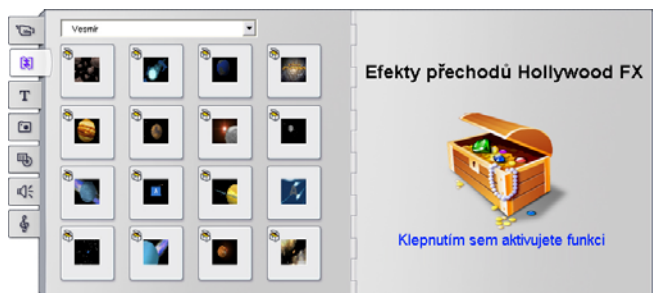 Vesmír
Efekty přechodů Hollywood FX
T
Klepnutím sem aktivujete funkci